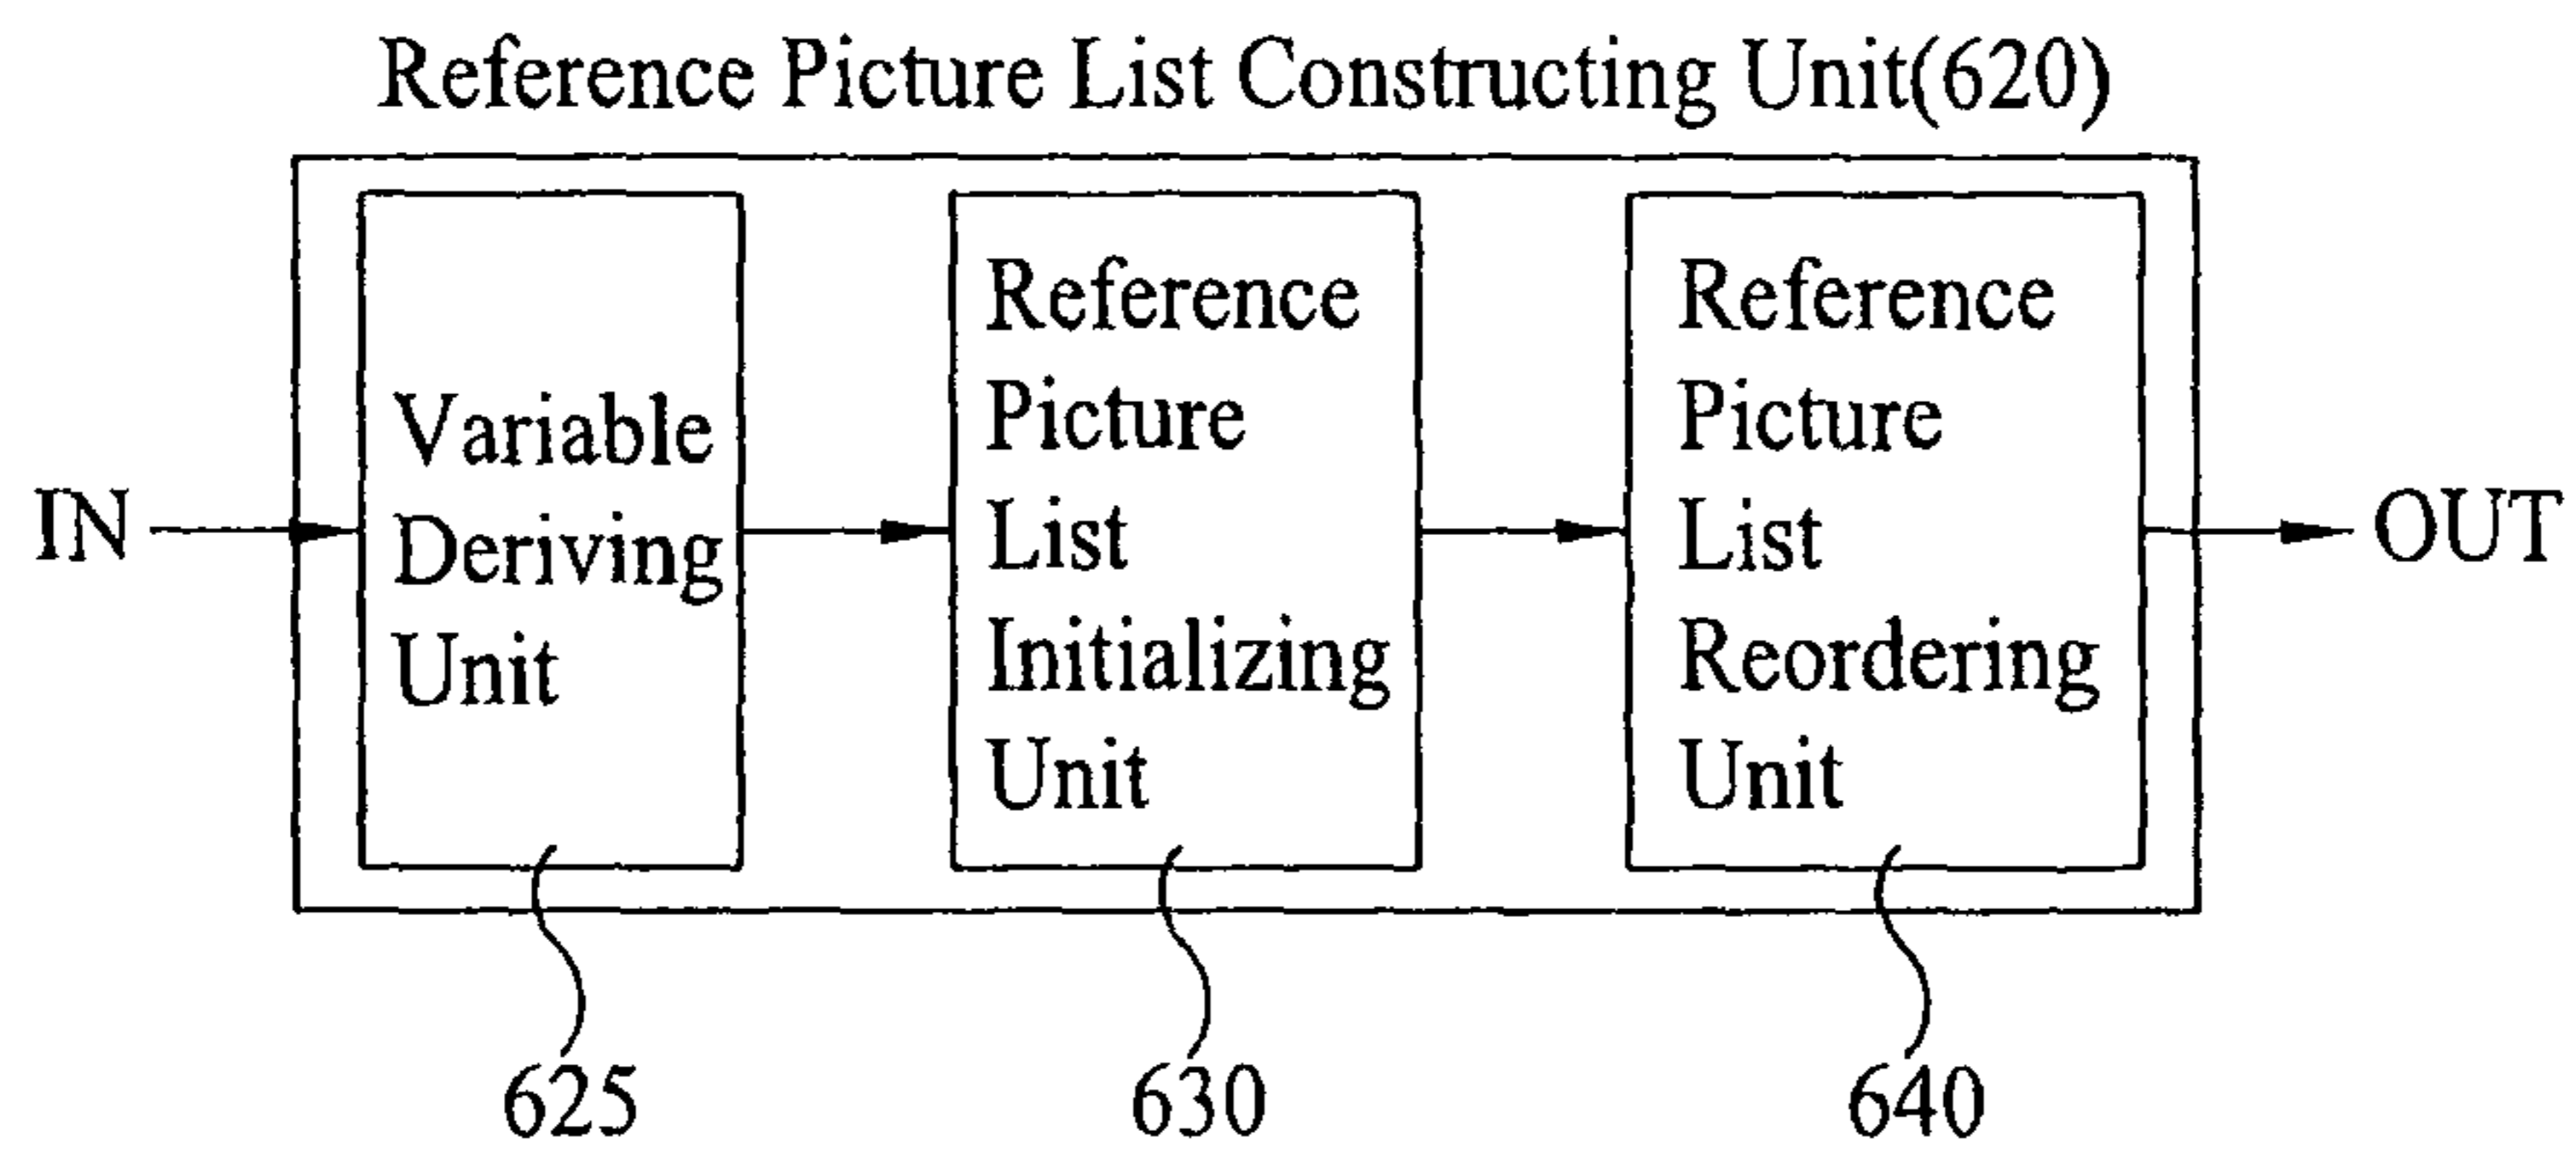 Reference Picture List Constructing Unit(620)
IN
Variable
Deriving
Unit
Reference
Picture
List
Initializing
Unit
Reference
Picture
List
Reordering
Unit
OUT
625
630
640